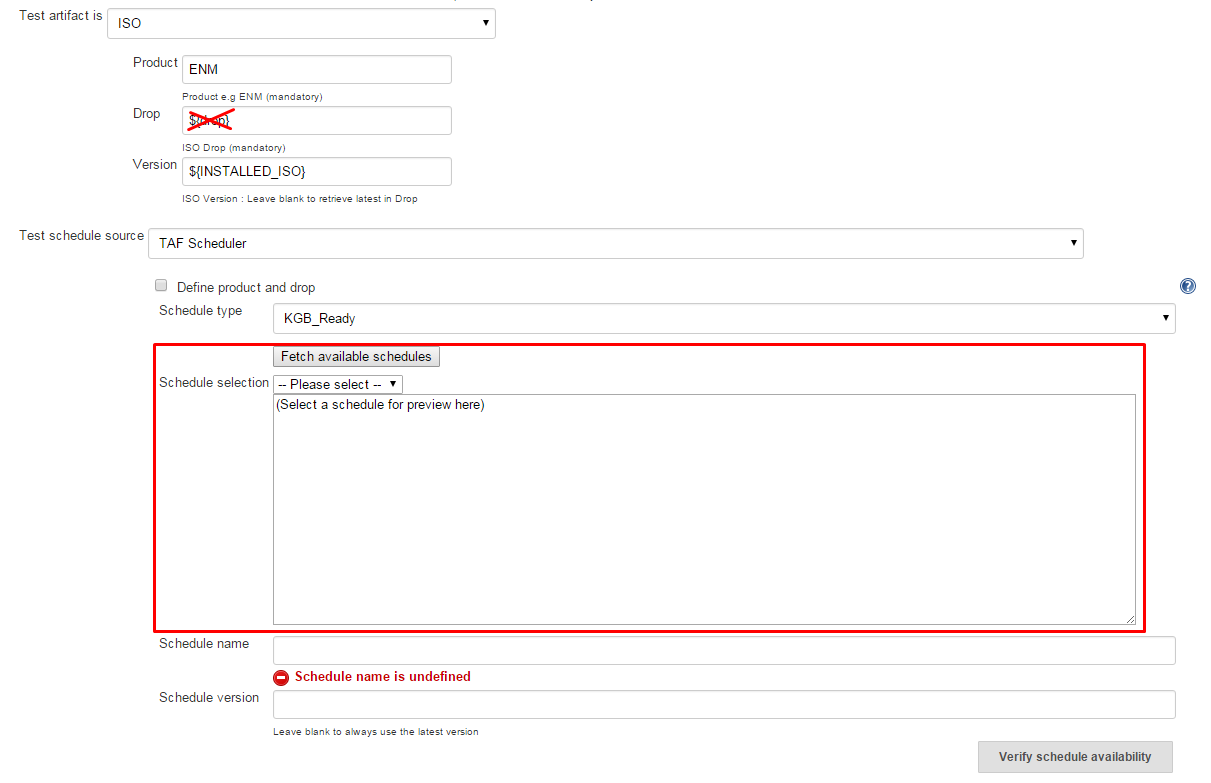 Test artifact is
ISO
Product
ENM
Product e.g ENM (mandatory)
Drop
${drop}
ISO Drop (mandatory)
Version
${INSTALLED_ISO}
ISO Version : Leave blank to retrieve latest in Drop
Test schedule source
TAF Scheduler
Define product and drop
?
Schedule type
KGB_Ready
Fetch available schedules
Schedule selection
-- Please select --
(Select a schedule for preview here)
Schedule name
Schedule name is undefined
Schedule version
Leave blank to always use the latest version
Verify schedule availability